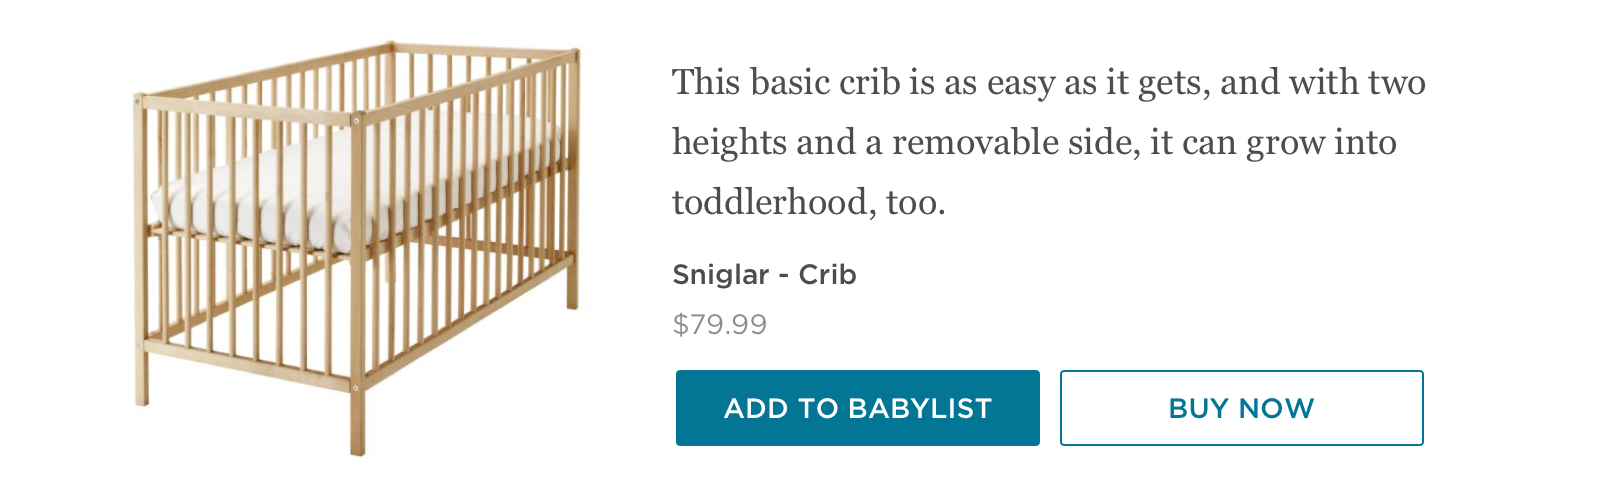 This basic crib is as easy as it gets, and with two
heights and a removable side, it can grow into
toddlerhood, too.
Sniglar - Crib
$79.99
ADD TO BABYLIST
BUY NOW